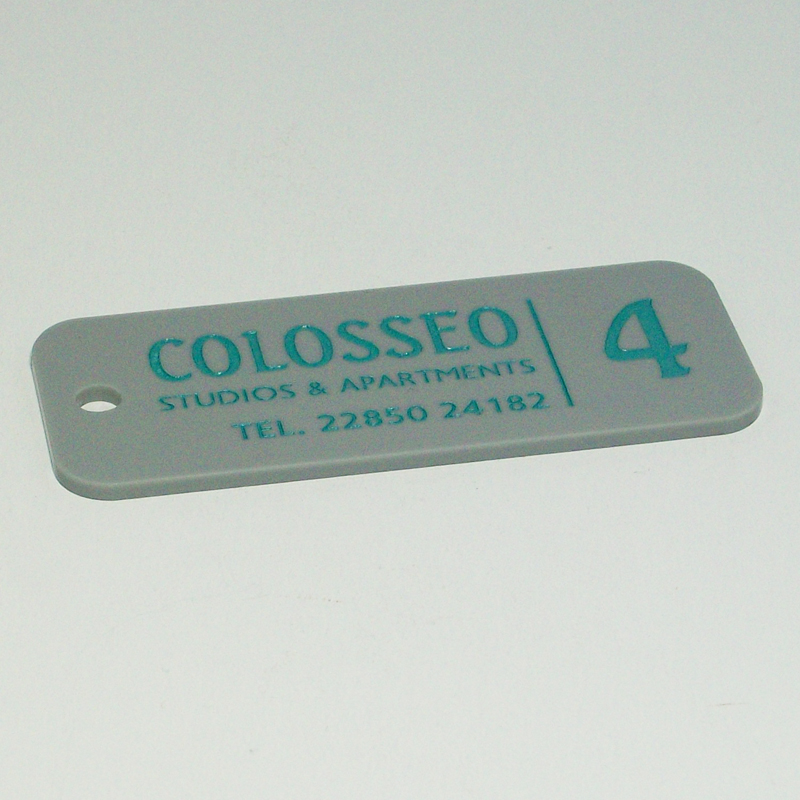 COLOSSEO
STUDIOS & APARTMENTS
TEL. 22850 24182
4